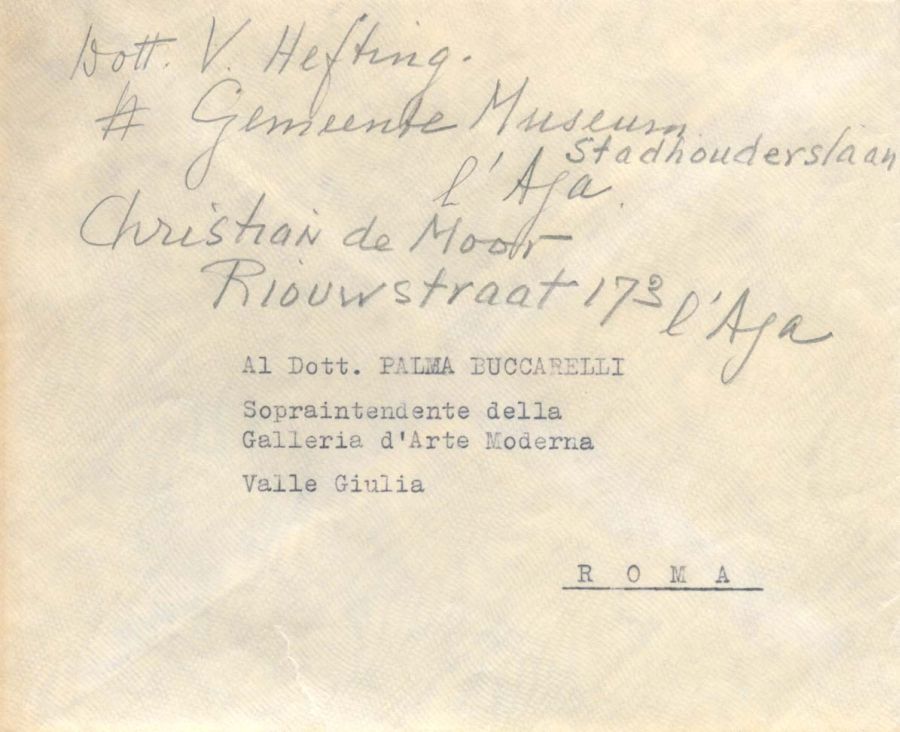 Dott. V. Hefting.
# Gemeente Museum
Stadhouderslaan
l'Aja.
Christian de Moor
Riouwstraat 173 l'Aja
Al Dott. PALMA BUCCARELLI
Sopraintendente della
Galleria d'Arte Moderna
Valle Giulia
R O M A